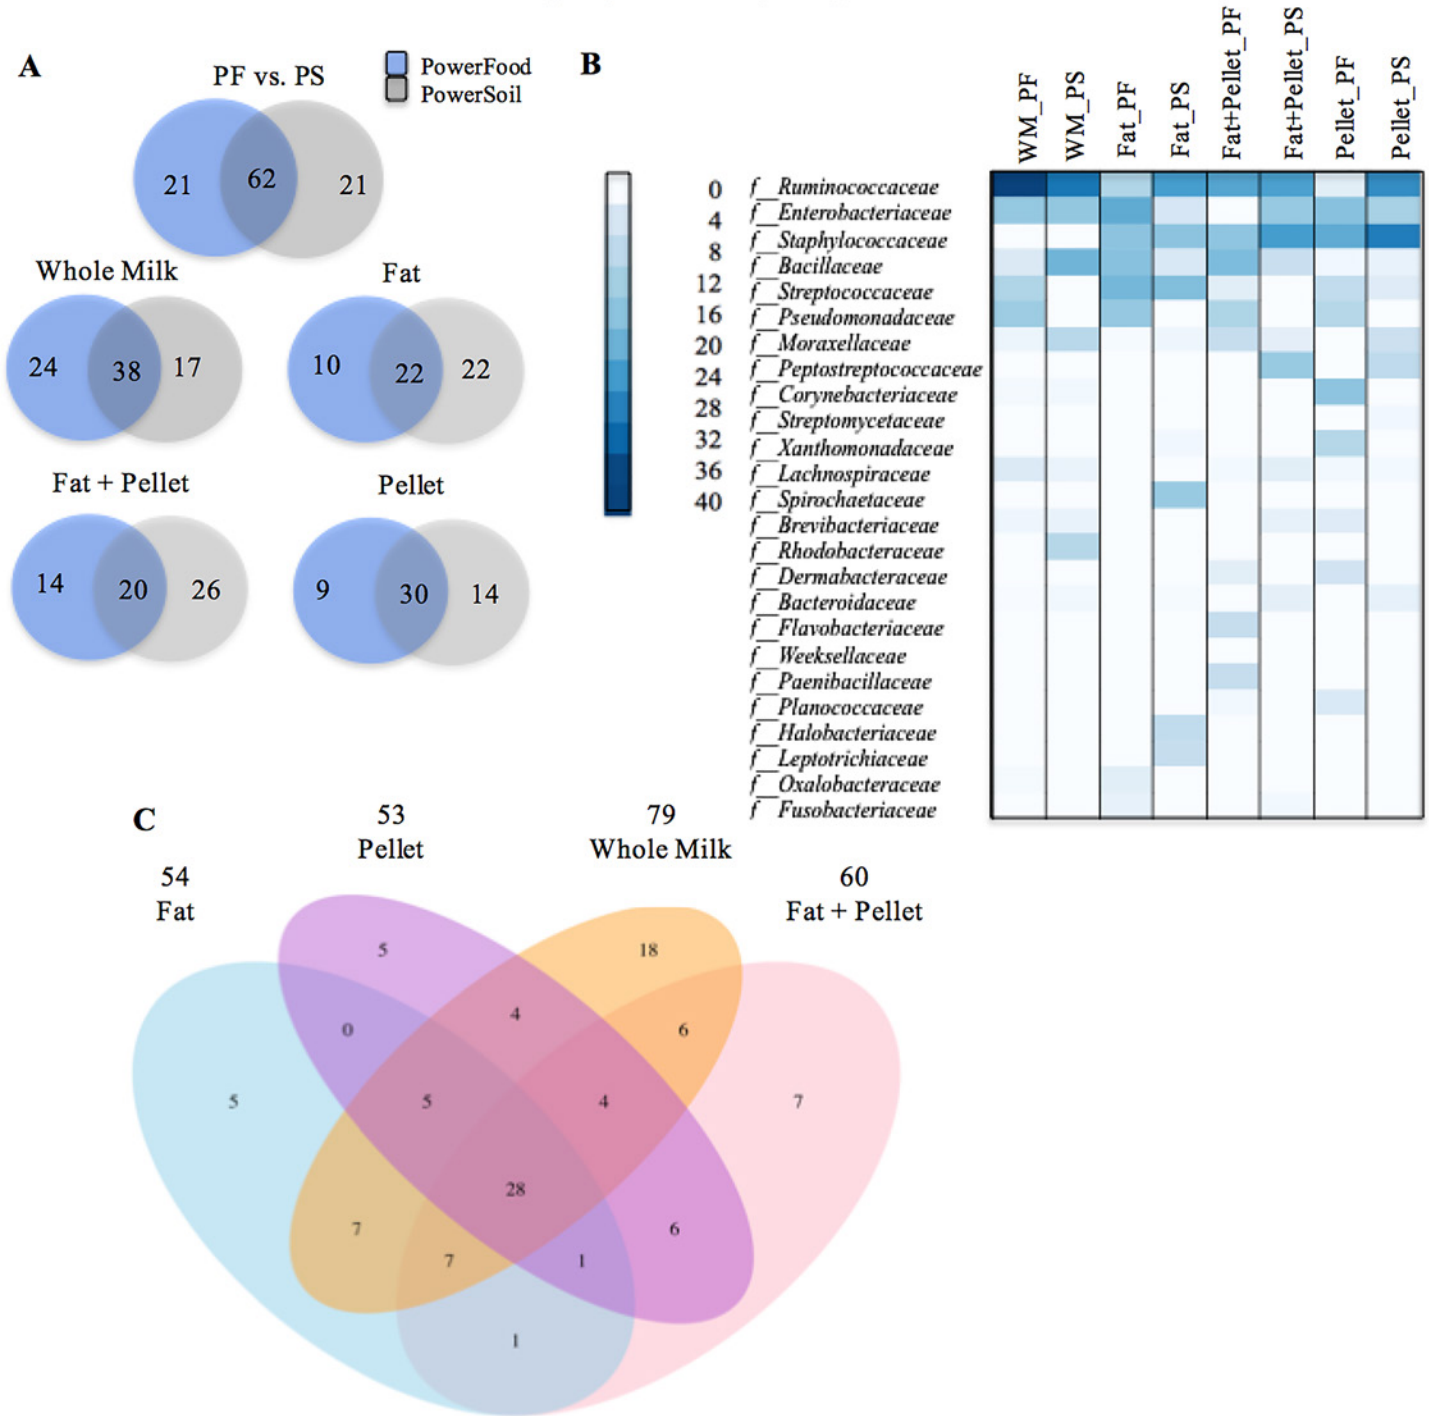 A
PF vs. PS
PowerFood
PowerSoil
21 62 21
Whole Milk
Fat
24 38 17
10 22 22
Fat + Pellet
Pellet
14 20 26
9 30 14
B
WM_PF
WM_PS
Fat_PF
Fat_PS
Fat+Pellet_PF
Fat+Pellet_PS
Pellet_PF
Pellet_PS
0
4
8
12
16
20
24
28
32
36
40
f__Ruminococcaceae
f__Enterobacteriaceae
f__Staphylococcaceae
f__Bacillaceae
f__Streptococcaceae
f__Pseudomonadaceae
f__Moraxellaceae
f__Peptostreptococcaceae
f__Corynebacteriaceae
f__Streptomycetaceae
f__Xanthomonadaceae
f__Lachnospiraceae
f__Spirochaetaceae
f__Brevibacteriaceae
f__Rhodobacteraceae
f__Dermabacteraceae
f__Bacteroidaceae
f__Flavobacteriaceae
f__Weeksellaceae
f__Paenibacillaceae
f__Planococcaceae
f__Halobacteriaceae
f__Leptotrichiaceae
f__Oxalobacteraceae
f__Fusobacteriaceae
C
54
Fat
53
Pellet
79
Whole Milk
60
Fat + Pellet
5 18
4
0 6
5 5 4 7
28
7 6
7 1
1